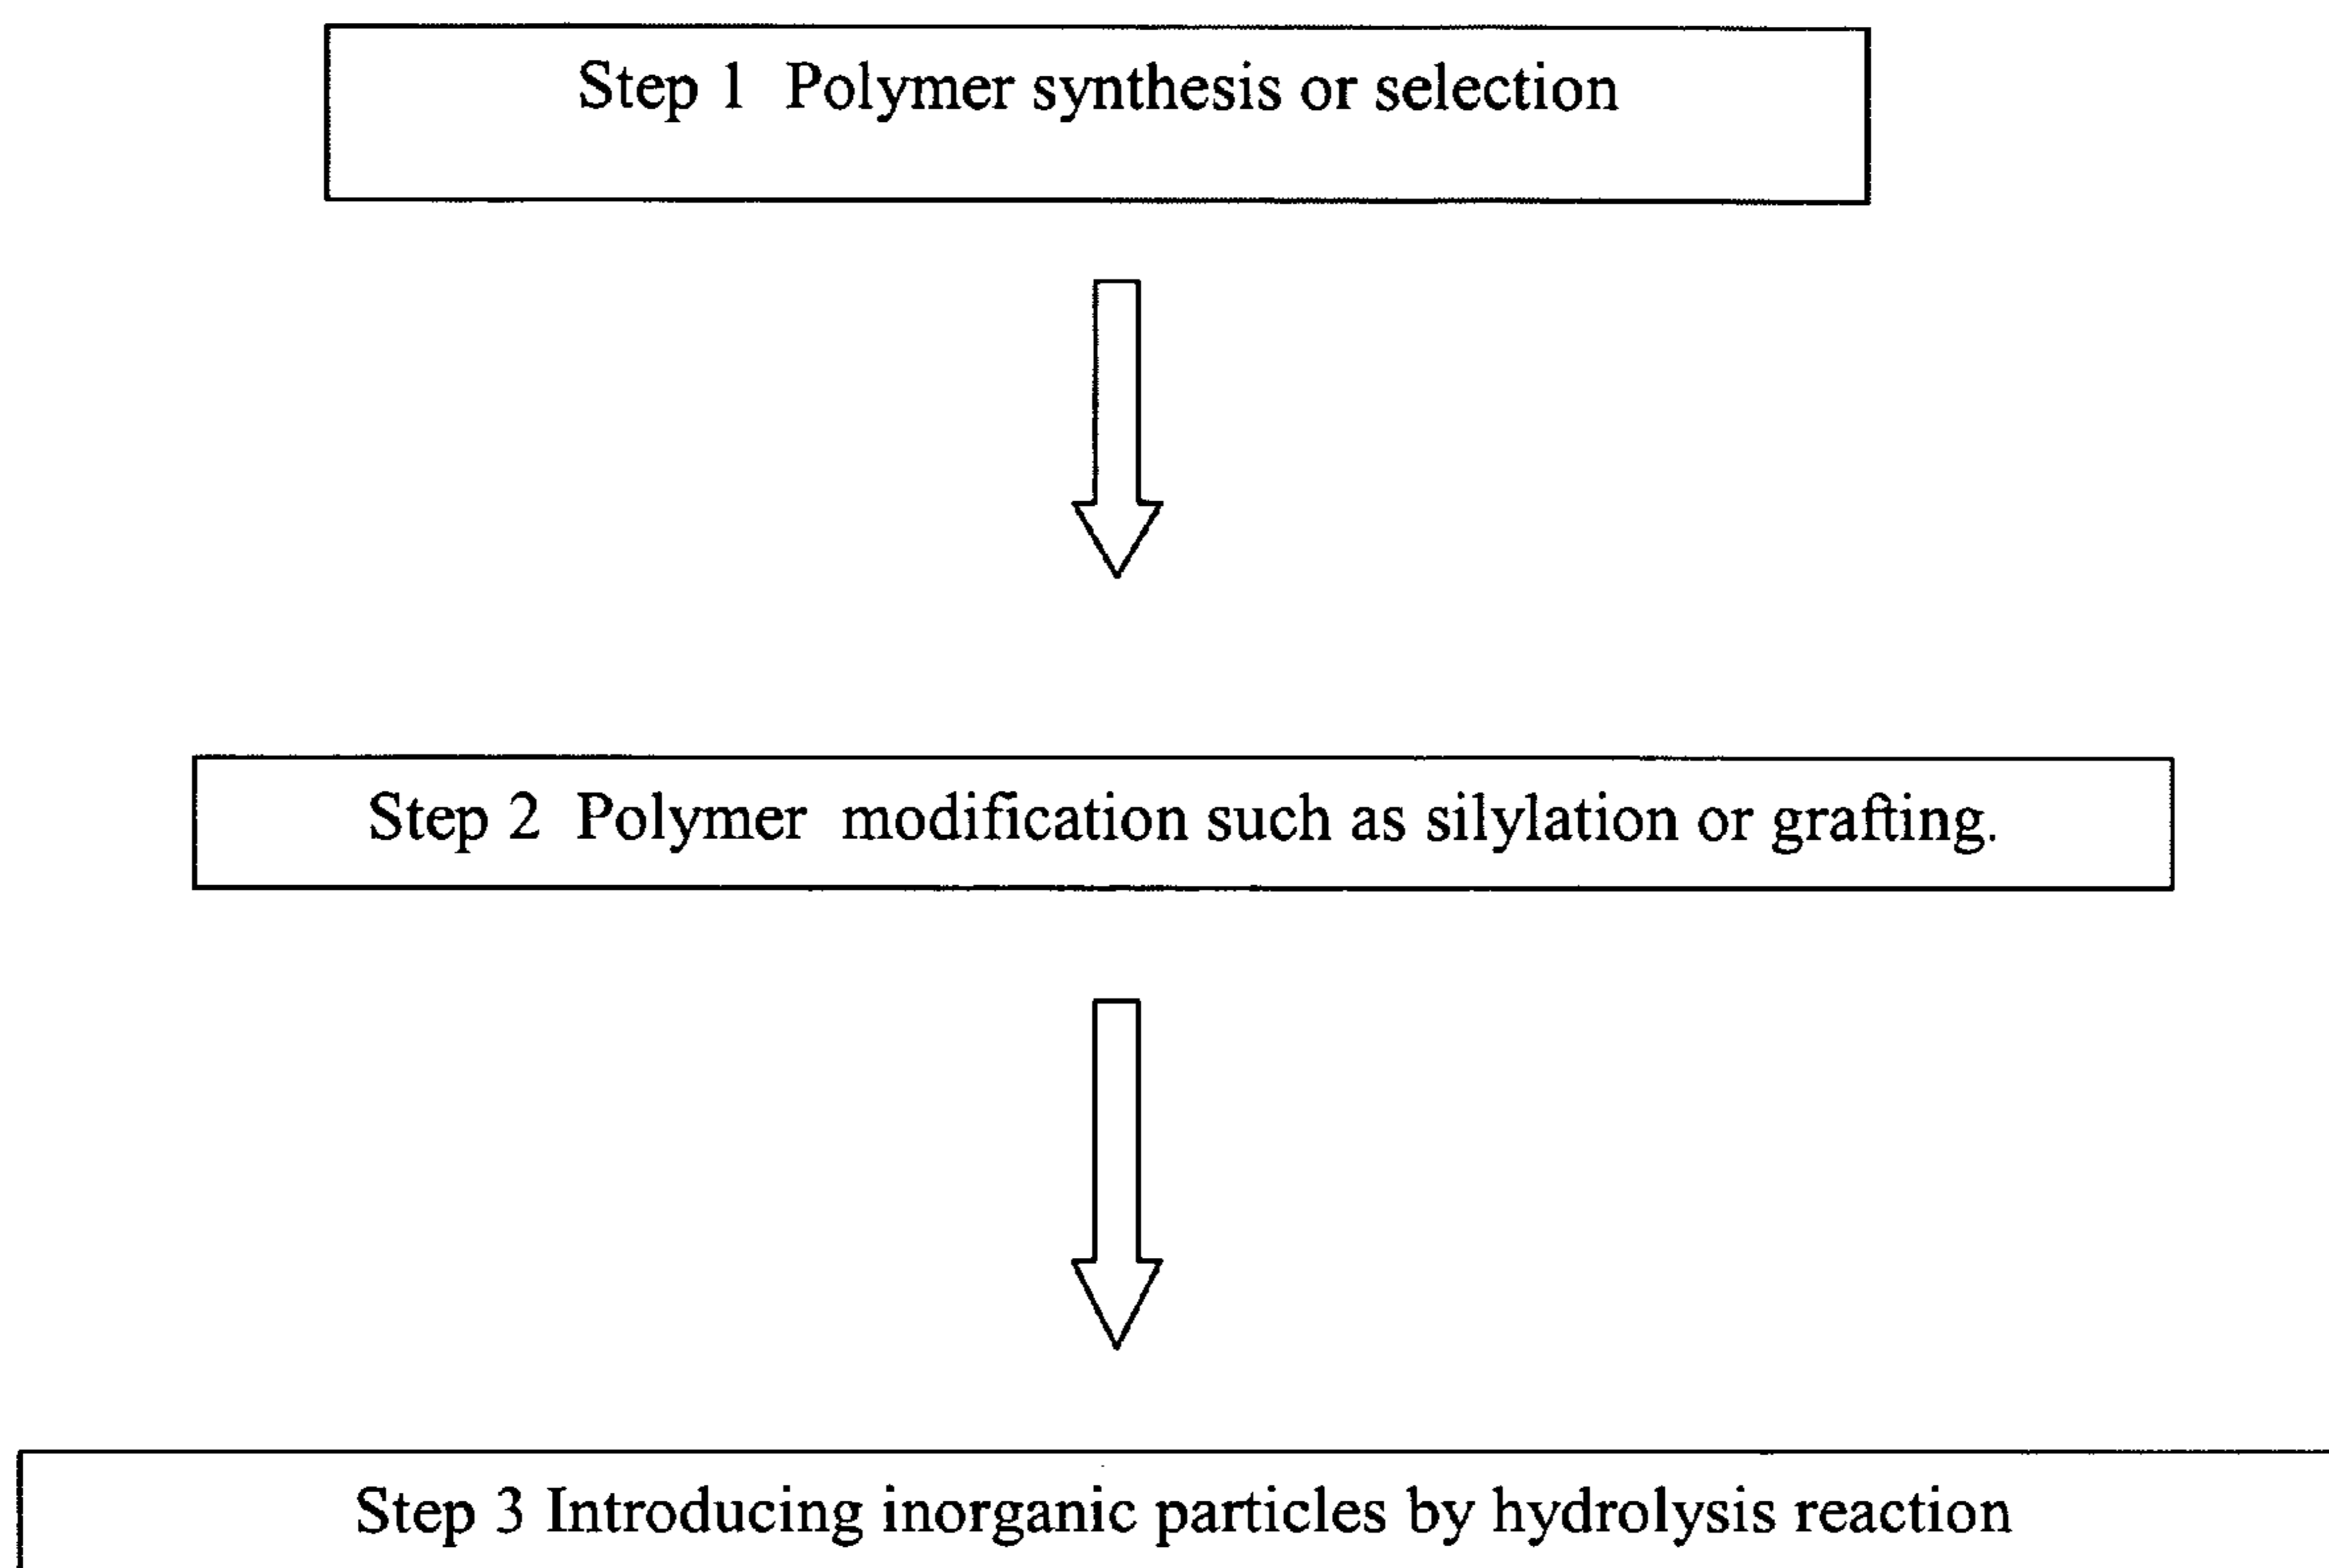 Step 1 Polymer synthesis or selection
Step 2 Polymer modification such as silylation or grafting.
Step 3 Introducing inorganic particles by hydrolysis reaction